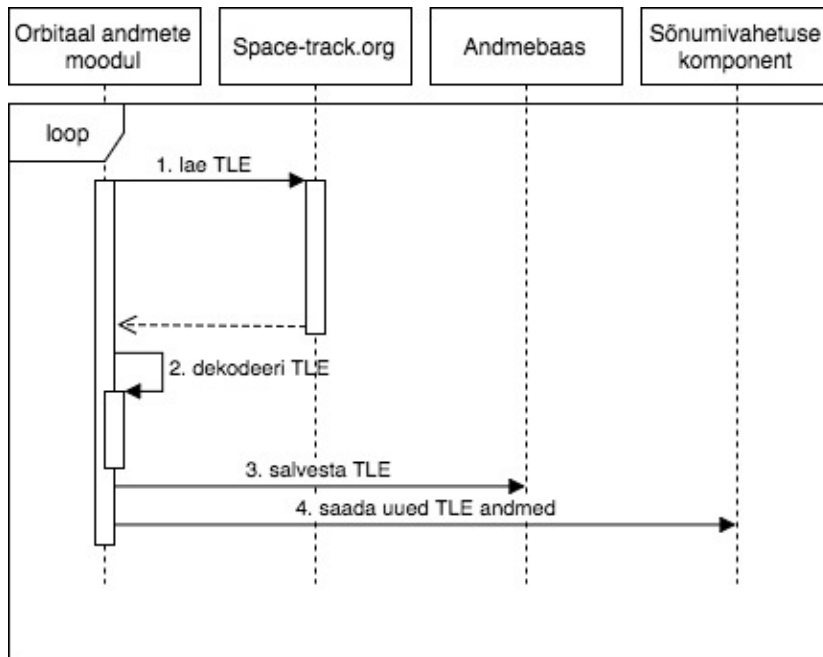 Orbitaal andmete
moodul
Space-track.org
Andmebaas
Sõnumivahetuse
komponent
loop
1. lae TLE
2. dekodeeri TLE
3. salvesta TLE
4. saada uued TLE andmed